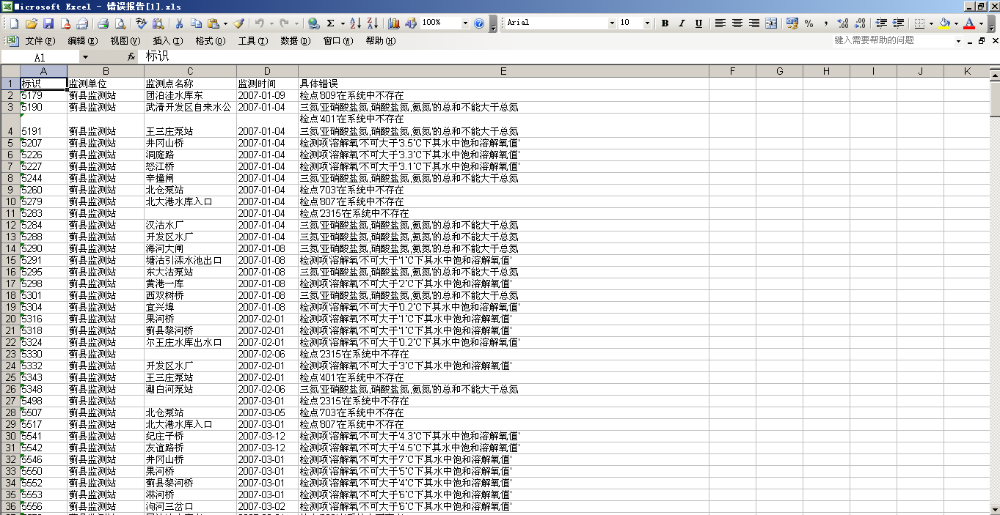 Microsoft Excel - 错误报告[1].xls
100% Arial 10 B I U
文件(F) 编辑(E) 视图(V) 插入(I) 格式(O) 工具(T) 数据(D) 窗口(W) 帮助(H) 键入需要帮助的问题
A1 fx 标识
A B C D E F G H I J K
1 标识 监测单位 监测点名称 监测时间 具体错误
2 5179 蓟县监测站 团泊洼水库东 2007-01-09 检点'809'在系统中不存在
3 5190 蓟县监测站 武清开发区自来水公 2007-01-04 三氮'亚硝酸盐氮,硝酸盐氮,氨氮'的总和不能大于总氮
检点'401'在系统中不存在
4 5191 蓟县监测站 王三庄泵站 2007-01-04 三氮'亚硝酸盐氮,硝酸盐氮,氨氮'的总和不能大于总氮
5 5207 蓟县监测站 井冈山桥 2007-01-04 检测项'溶解氧'不可大于'3.5℃下其水中饱和溶解氧值'
6 5226 蓟县监测站 洞庭路 2007-01-04 检测项'溶解氧'不可大于'3.3℃下其水中饱和溶解氧值'
7 5227 蓟县监测站 怒江桥 2007-01-04 检测项'溶解氧'不可大于'3.1℃下其水中饱和溶解氧值'
8 5244 蓟县监测站 辛撞闸 2007-01-04 三氮'亚硝酸盐氮,硝酸盐氮,氨氮'的总和不能大于总氮
9 5260 蓟县监测站 北仓泵站 2007-01-04 检点'703'在系统中不存在
10 5279 蓟县监测站 北大港水库入口 2007-01-04 检点'807'在系统中不存在
11 5283 蓟县监测站 2007-01-04 检点'2315'在系统中不存在
12 5284 蓟县监测站 汉沽水厂 2007-01-04 三氮'亚硝酸盐氮,硝酸盐氮,氨氮'的总和不能大于总氮
13 5288 蓟县监测站 开发区水厂 2007-01-04 三氮'亚硝酸盐氮,硝酸盐氮,氨氮'的总和不能大于总氮
14 5290 蓟县监测站 海河大闸 2007-01-08 三氮'亚硝酸盐氮,硝酸盐氮,氨氮'的总和不能大于总氮
15 5291 蓟县监测站 塘沽引滦水池出口 2007-01-08 检测项'溶解氧'不可大于'1℃下其水中饱和溶解氧值'
16 5295 蓟县监测站 东大沽泵站 2007-01-08 三氮'亚硝酸盐氮,硝酸盐氮,氨氮'的总和不能大于总氮
17 5298 蓟县监测站 黄港一库 2007-01-08 检测项'溶解氧'不可大于'2℃下其水中饱和溶解氧值'
18 5301 蓟县监测站 西双树桥 2007-01-08 三氮'亚硝酸盐氮,硝酸盐氮,氨氮'的总和不能大于总氮
19 5304 蓟县监测站 宜兴埠 2007-01-08 检测项'溶解氧'不可大于'0.2℃下其水中饱和溶解氧值'
20 5316 蓟县监测站 果河桥 2007-02-01 检测项'溶解氧'不可大于'1℃下其水中饱和溶解氧值'
21 5318 蓟县监测站 蓟县黎河桥 2007-02-01 检测项'溶解氧'不可大于'1℃下其水中饱和溶解氧值'
22 5324 蓟县监测站 尔王庄水库出水口 2007-02-01 检测项'溶解氧'不可大于'0.2℃下其水中饱和溶解氧值'
23 5330 蓟县监测站 2007-02-06 检点'2315'在系统中不存在
24 5332 蓟县监测站 开发区水厂 2007-02-01 检测项'溶解氧'不可大于'3℃下其水中饱和溶解氧值'
25 5343 蓟县监测站 王三庄泵站 2007-02-01 检点'401'在系统中不存在
26 5348 蓟县监测站 潮白河泵站 2007-02-06 三氮'亚硝酸盐氮,硝酸盐氮,氨氮'的总和不能大于总氮
27 5498 蓟县监测站 2007-03-01 检点'2315'在系统中不存在
28 5507 蓟县监测站 北仓泵站 2007-03-05 检点'703'在系统中不存在
29 5517 蓟县监测站 北大港水库入口 2007-03-01 检点'807'在系统中不存在
30 5541 蓟县监测站 纪庄子桥 2007-03-12 检测项'溶解氧'不可大于'4.3℃下其水中饱和溶解氧值'
31 5542 蓟县监测站 友谊路桥 2007-03-12 检测项'溶解氧'不可大于'4.5℃下其水中饱和溶解氧值'
32 5546 蓟县监测站 井冈山桥 2007-03-01 检测项'溶解氧'不可大于'7℃下其水中饱和溶解氧值'
33 5550 蓟县监测站 果河桥 2007-03-01 检测项'溶解氧'不可大于'5℃下其水中饱和溶解氧值'
34 5552 蓟县监测站 蓟县黎河桥 2007-03-01 检测项'溶解氧'不可大于'4℃下其水中饱和溶解氧值'
35 5553 蓟县监测站 淋河桥 2007-03-01 检测项'溶解氧'不可大于'6℃下其水中饱和溶解氧值'
36 5556 蓟县监测站 泃河三岔口 2007-03-02 检测项'溶解氧'不可大于'6℃下其水中饱和溶解氧值'